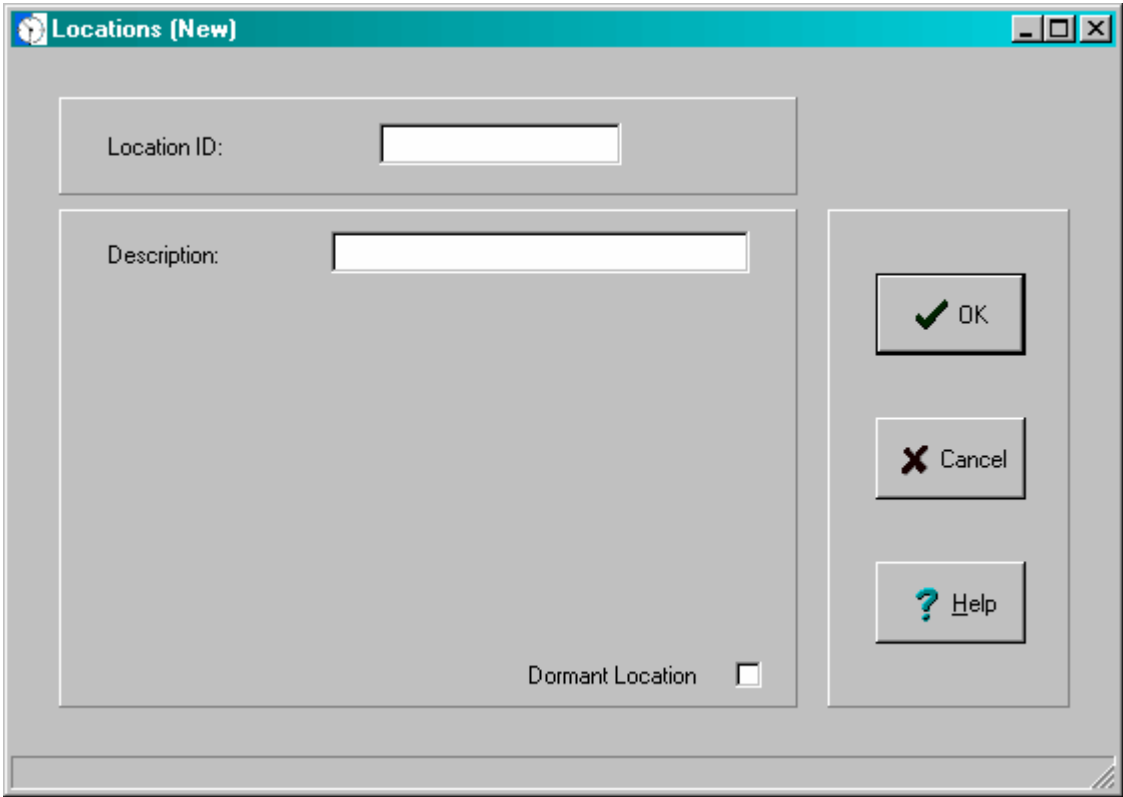 Locations (New)
Location ID:
Description:
OK
Cancel
Help
Dormant Location